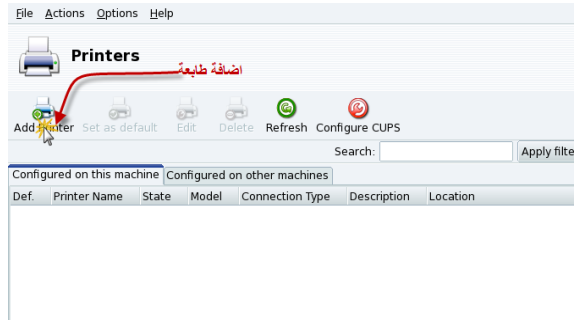 File Actions Options Help
Printers
اضافة طابعة
Add Printer Set as default Edit Delete Refresh Configure CUPS
Search: Apply filte
Configured on this machine Configured on other machines
Def. Printer Name State Model Connection Type Description Location